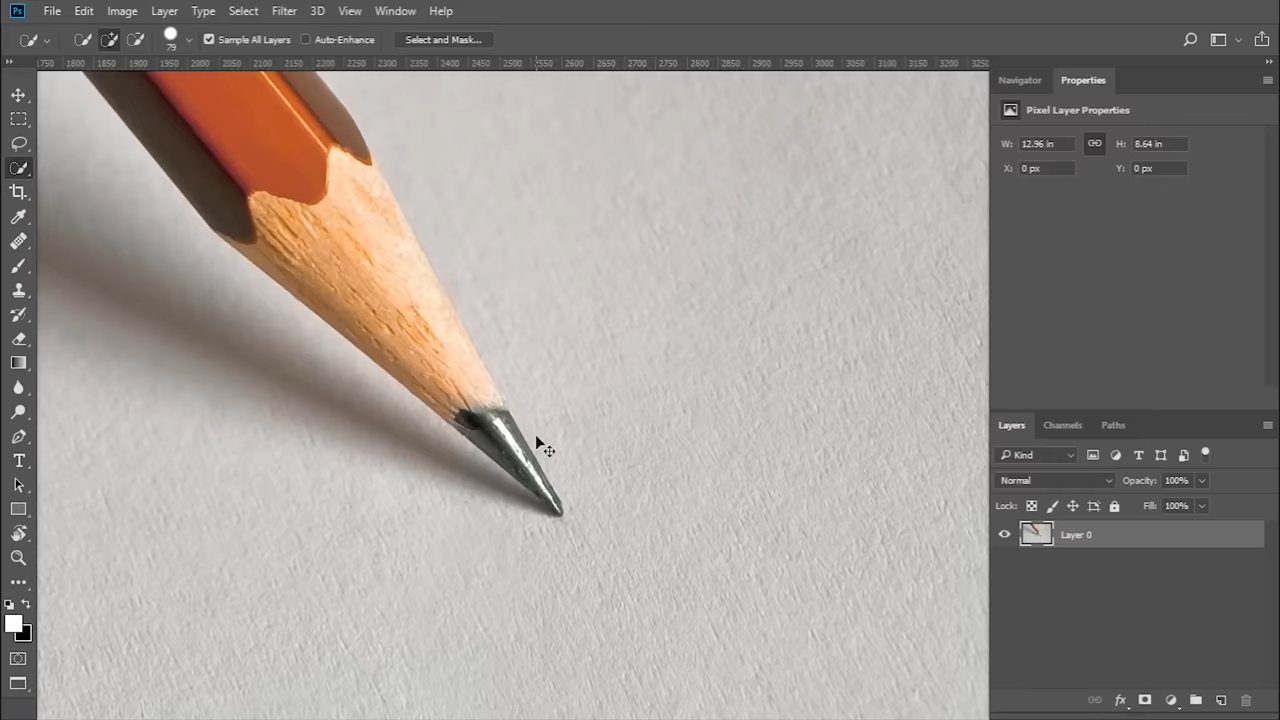 Ps File Edit Image Layer Type Select Filter 3D View Window Help
79 Sample All Layers Auto-Enhance Select and Mask...
1750 1800 1850 1900 1950 2000 2050 2100 2150 2200 2250 2300 2350 2400 2450 2500 2550 2600 2650 2700 2750 2800 2850 2900 2950 3000 3050 3100 3150 3200 3250
Navigator Properties
Pixel Layer Properties
W: 12.96 in H: 8.64 in
X: 0 px Y: 0 px
Layers Channels Paths
Kind
Normal Opacity: 100%
Lock: Fill: 100%
Layer 0
fx